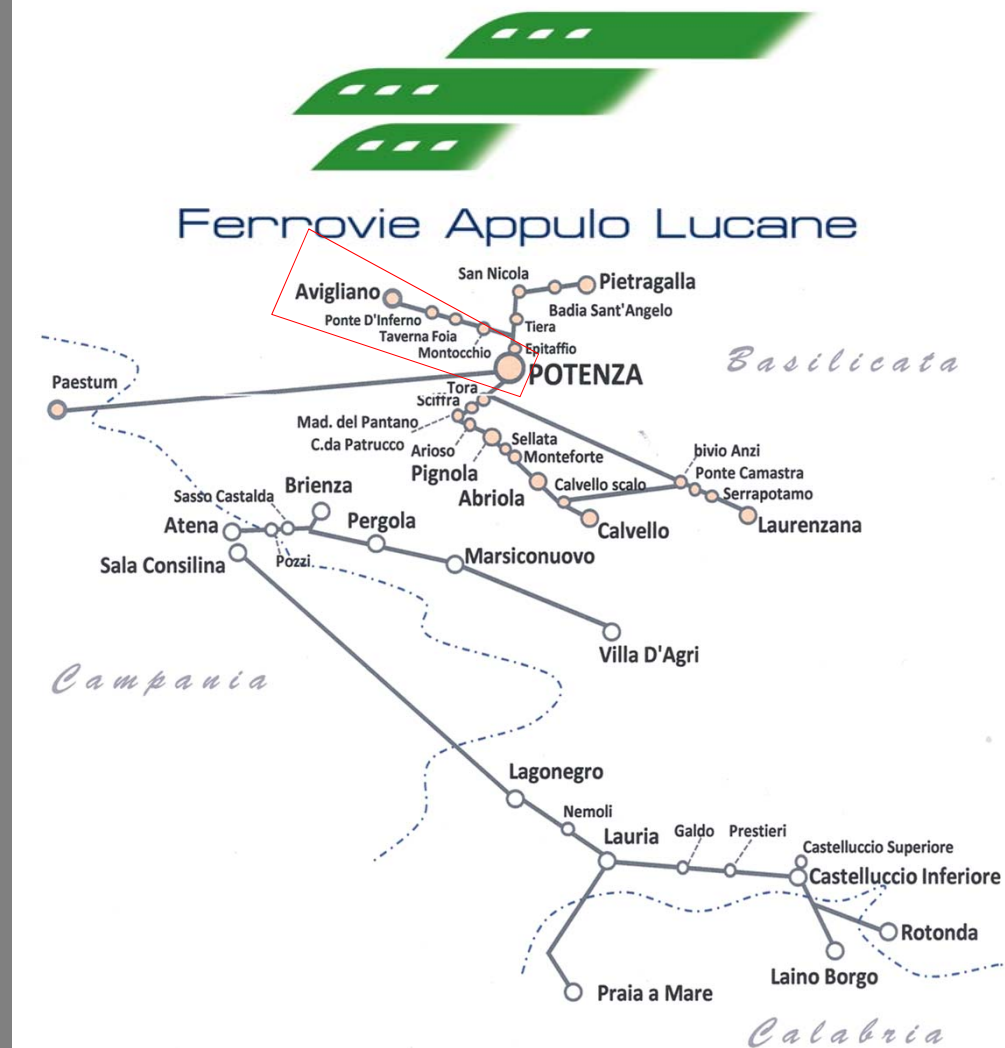 Ferrovie Appulo Lucane
San Nicola
Pietragalla
Avigliano
Badia Sant'Angelo
Ponte D'Inferno
Tiera
Taverna Foia
Montocchio
Epitaffio
Basilicata
POTENZA
Paestum
Tora
Sciffra
Mad. del Pantano
C.da Patrucco
Arioso
Sellata
Monteforte
bivio Anzi
Pignola
Ponte Camastra
Abriola
Calvello scalo
Serrapotamo
Brienza
Sasso Castalda
Atena
Pergola
Calvello
Laurenzana
Pozzi
Sala Consilina
Marsiconuovo
Villa D'Agri
Campania
Lagonegro
Nemoli
Lauria
Galdo
Prestieri
Castelluccio Superiore
Castelluccio Inferiore
Rotonda
Laino Borgo
Praia a Mare
Calabria